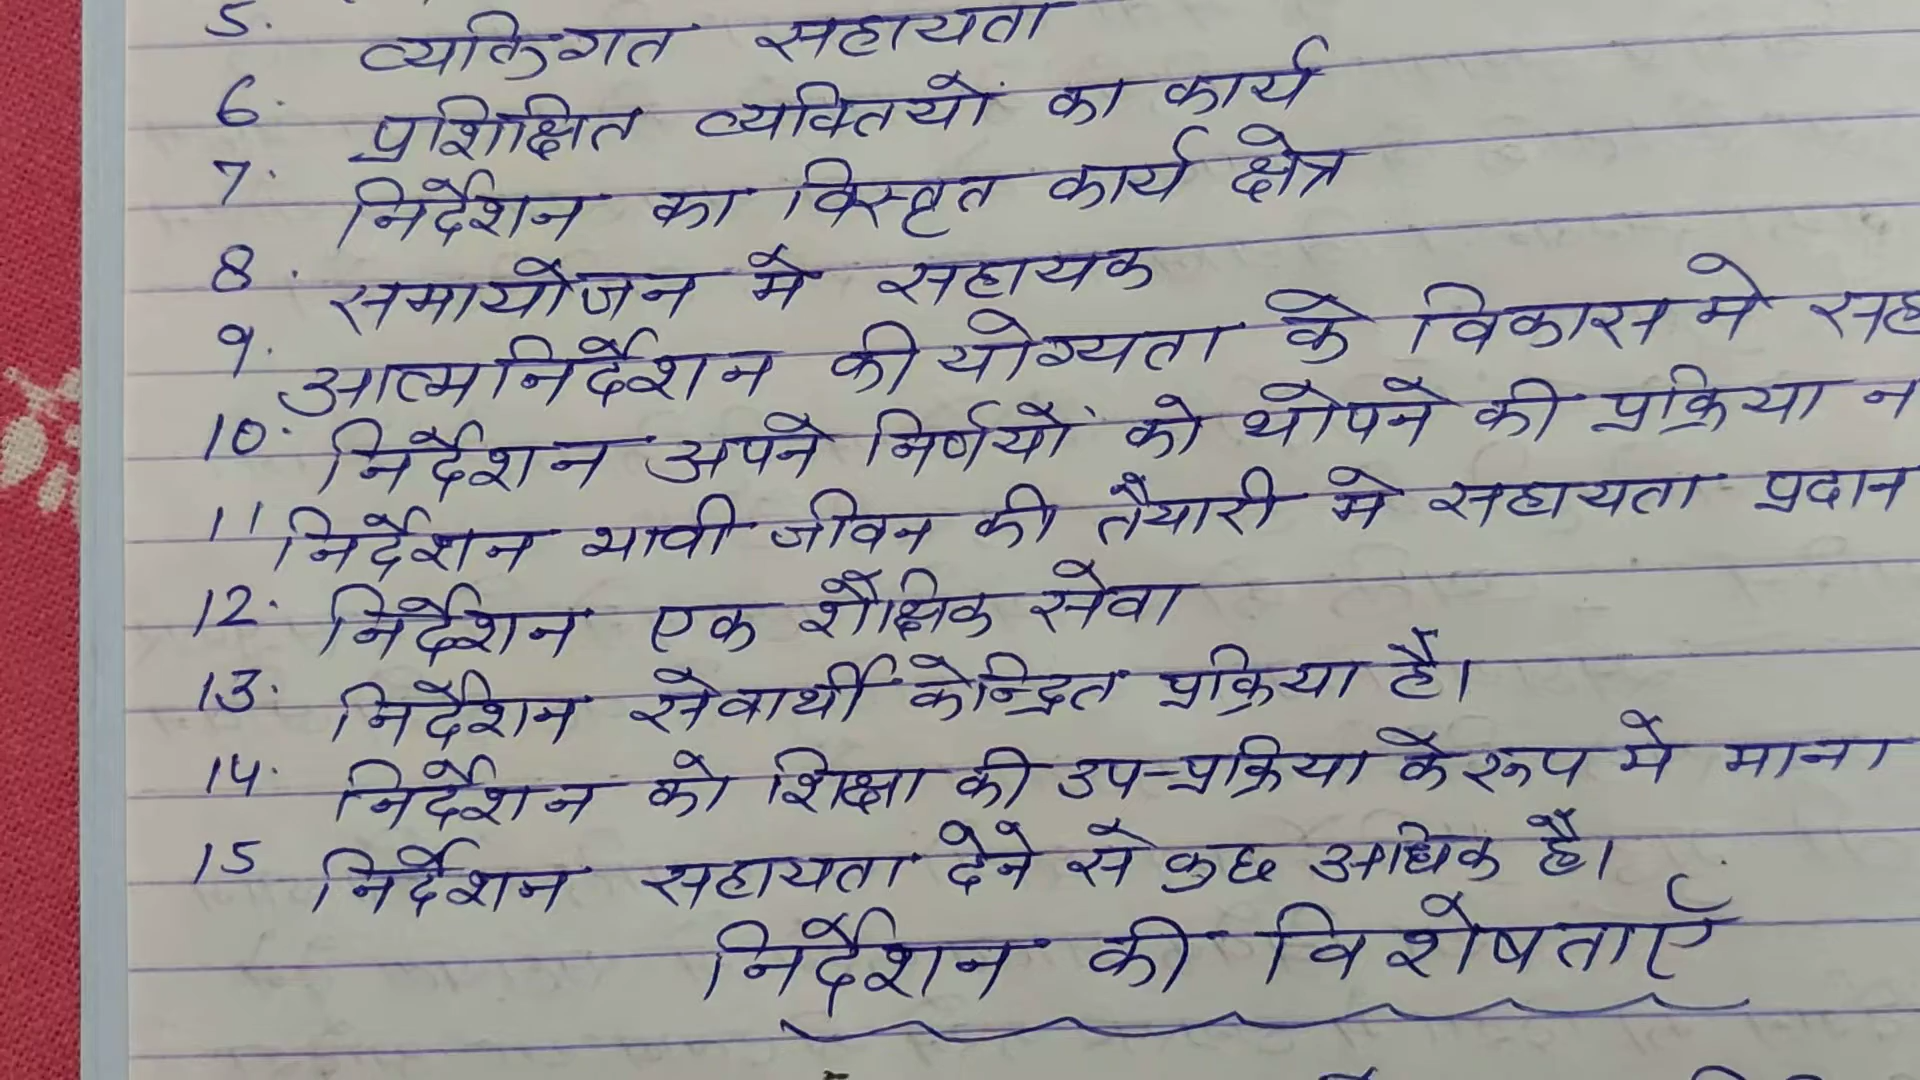 5. व्यक्तिगत सहायता
6. प्रशिक्षित व्यक्तियों का कार्य
7. निर्देशन का विस्तृत कार्य क्षेत्र
8. समायोजन मे सहायक
9. आत्मनिर्देशन की योग्यता के विकास मे सह
10. निर्देशन अपने निर्णयों को थोपने की प्रक्रिया न
11 निर्देशन भावी जीवन की तैयारी मे सहायता प्रदान
12. निर्देशन एक शैक्षिक सेवा
13. निर्देशन सेवार्थी केन्द्रित प्रक्रिया है।
14. निर्देशन को शिक्षा की उप-प्रक्रिया के रूप मे माना
15 निर्देशन सहायता देने से कुछ अधिक है।
निर्देशन की विशेषताएँ